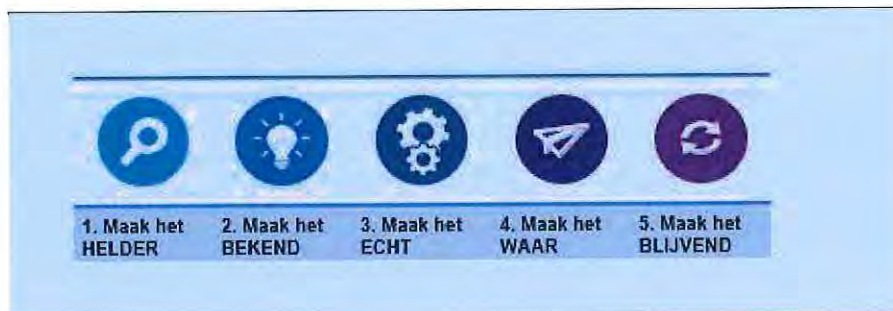 1. Maak het
HELDER
2. Maak het
BEKEND
3. Maak het
ECHT
4. Maak het
WAAR
5. Maak het
BLIJVEND